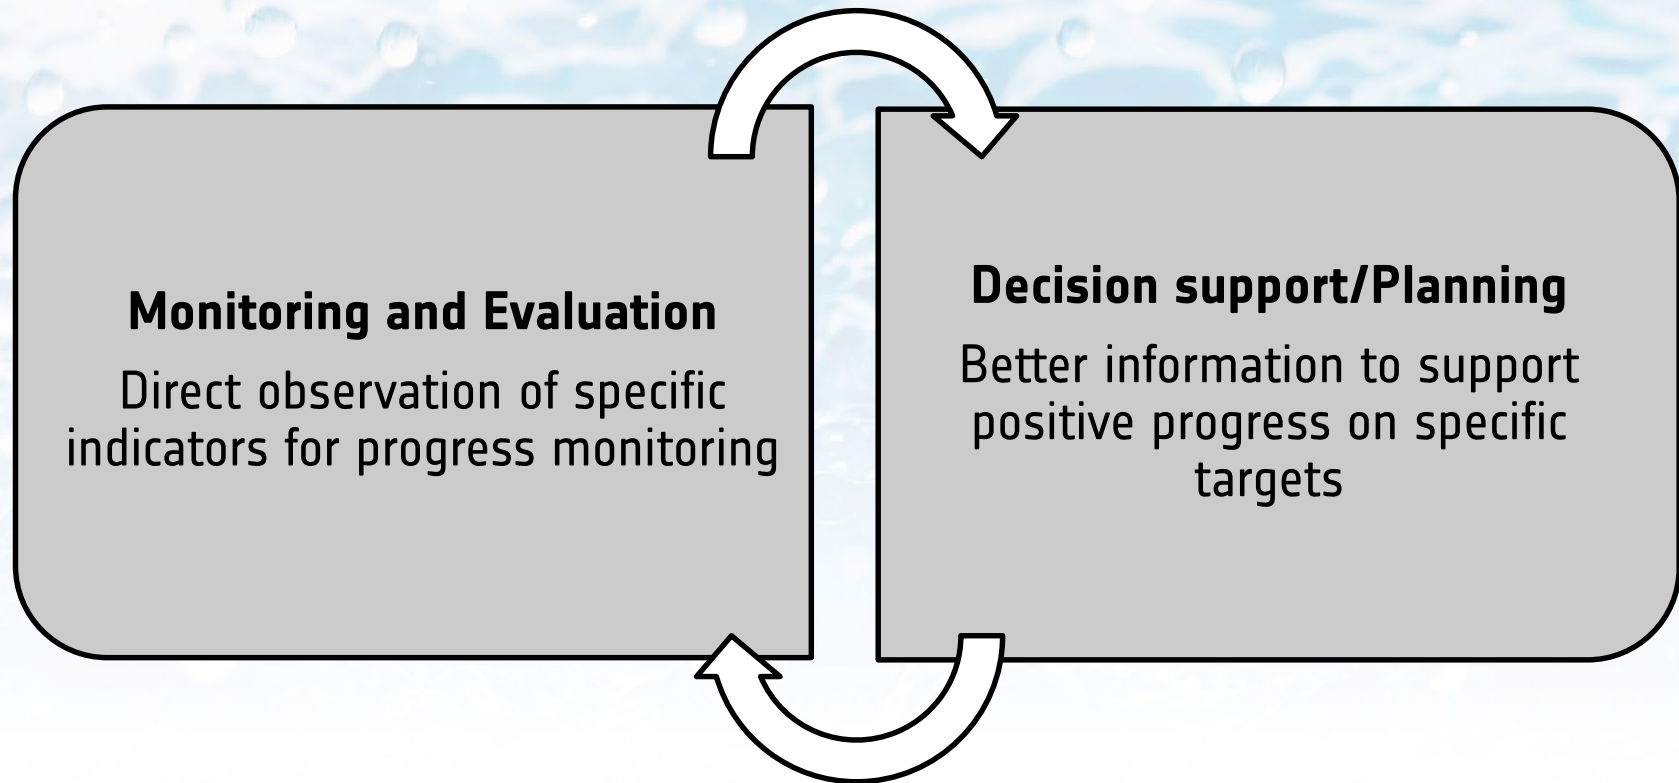 Monitoring and Evaluation
Direct observation of specific
indicators for progress monitoring
Decision support/Planning
Better information to support
positive progress on specific
targets